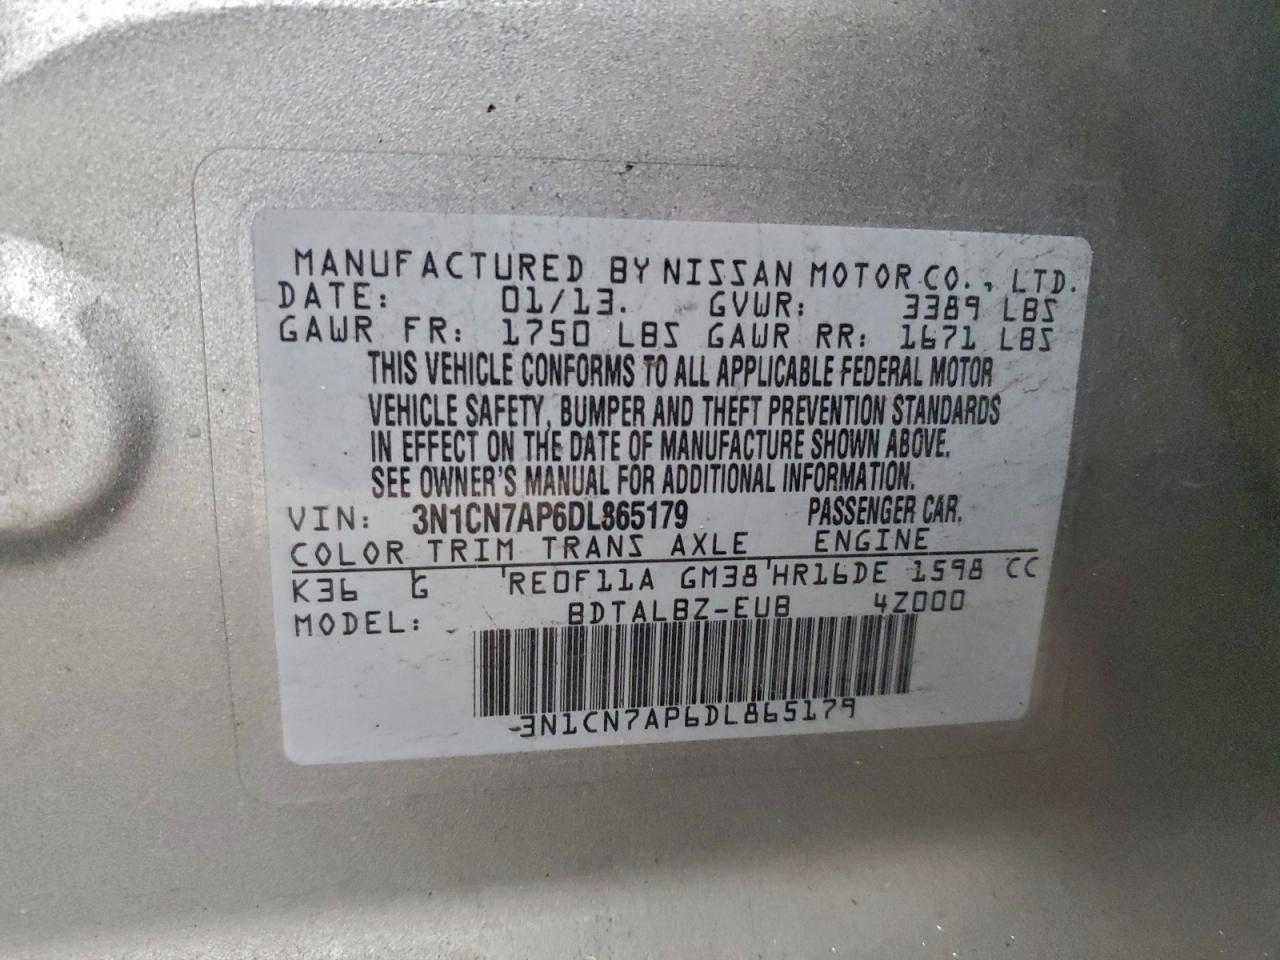 MANUFACTURED BY NISSAN MOTOR CO., LTD.
DATE: 01/13. GVWR: 3389 LBS
GAWR FR: 1750 LBS GAWR RR: 1671 LBS
THIS VEHICLE CONFORMS TO ALL APPLICABLE FEDERAL MOTOR
VEHICLE SAFETY, BUMPER AND THEFT PREVENTION STANDARDS
IN EFFECT ON THE DATE OF MANUFACTURE SHOWN ABOVE.
SEE OWNER'S MANUAL FOR ADDITIONAL INFORMATION.
VIN: 3N1CN7AP6DL865179 PASSENGER CAR.
COLOR TRIM TRANS AXLE ENGINE
K36 G RE0F11A GM38 HR16DE 1598 CC
MODEL: BDTALBZ-EUB 4Z000
3N1CN7AP6DL865179